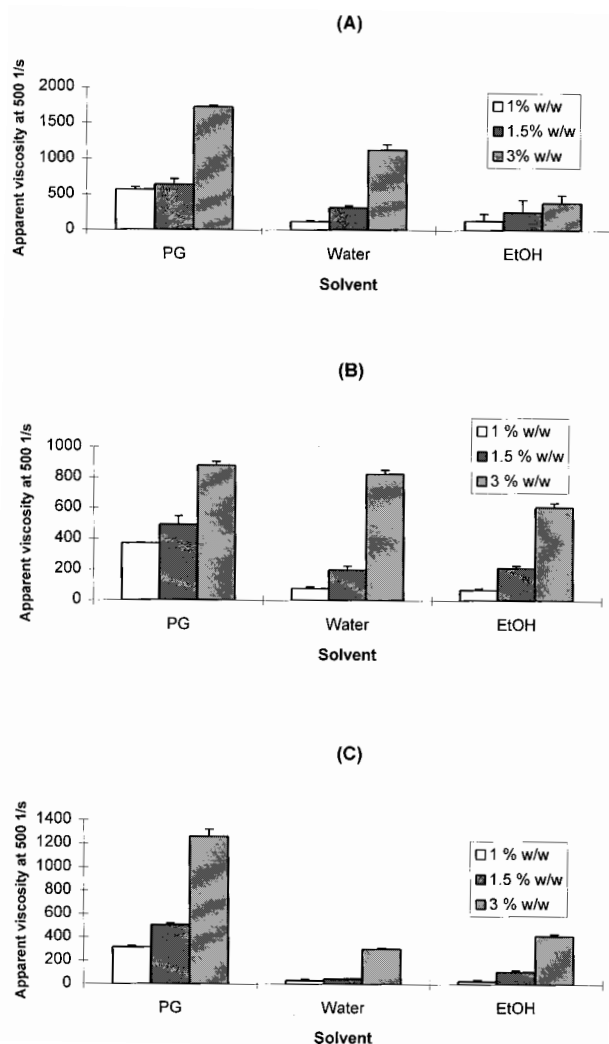 (A)
Apparent viscosity at 500 1/s
2000
1500
1000
500
0
1% w/w
1.5% w/w
3% w/w
PG Water EtOH
Solvent
(B)
Apparent viscosity at 500 1/s
1000
800
600
400
200
0
1 % w/w
1.5 % w/w
3 % w/w
PG Water EtOH
Solvent
(C)
Apparent viscosity at 500 1/s
1400
1200
1000
800
600
400
200
0
1 % w/w
1.5 % w/w
3 % w/w
PG Water EtOH
Solvent